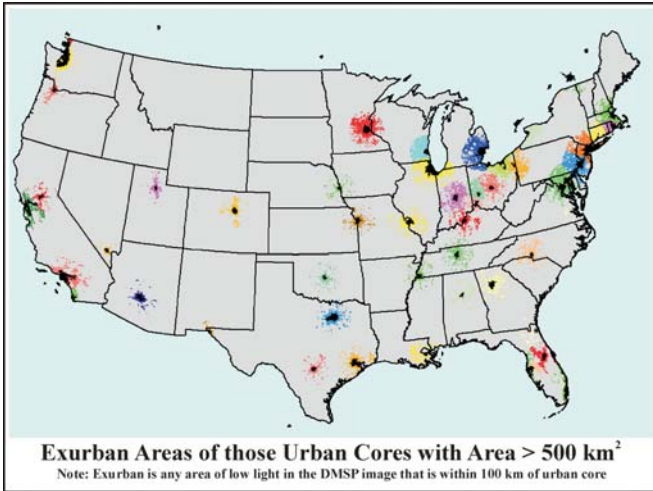 Exurban Areas of those Urban Cores with Area > 500 km²
Note: Exurban is any area of low light in the DMSP image that is within 100 km of urban core